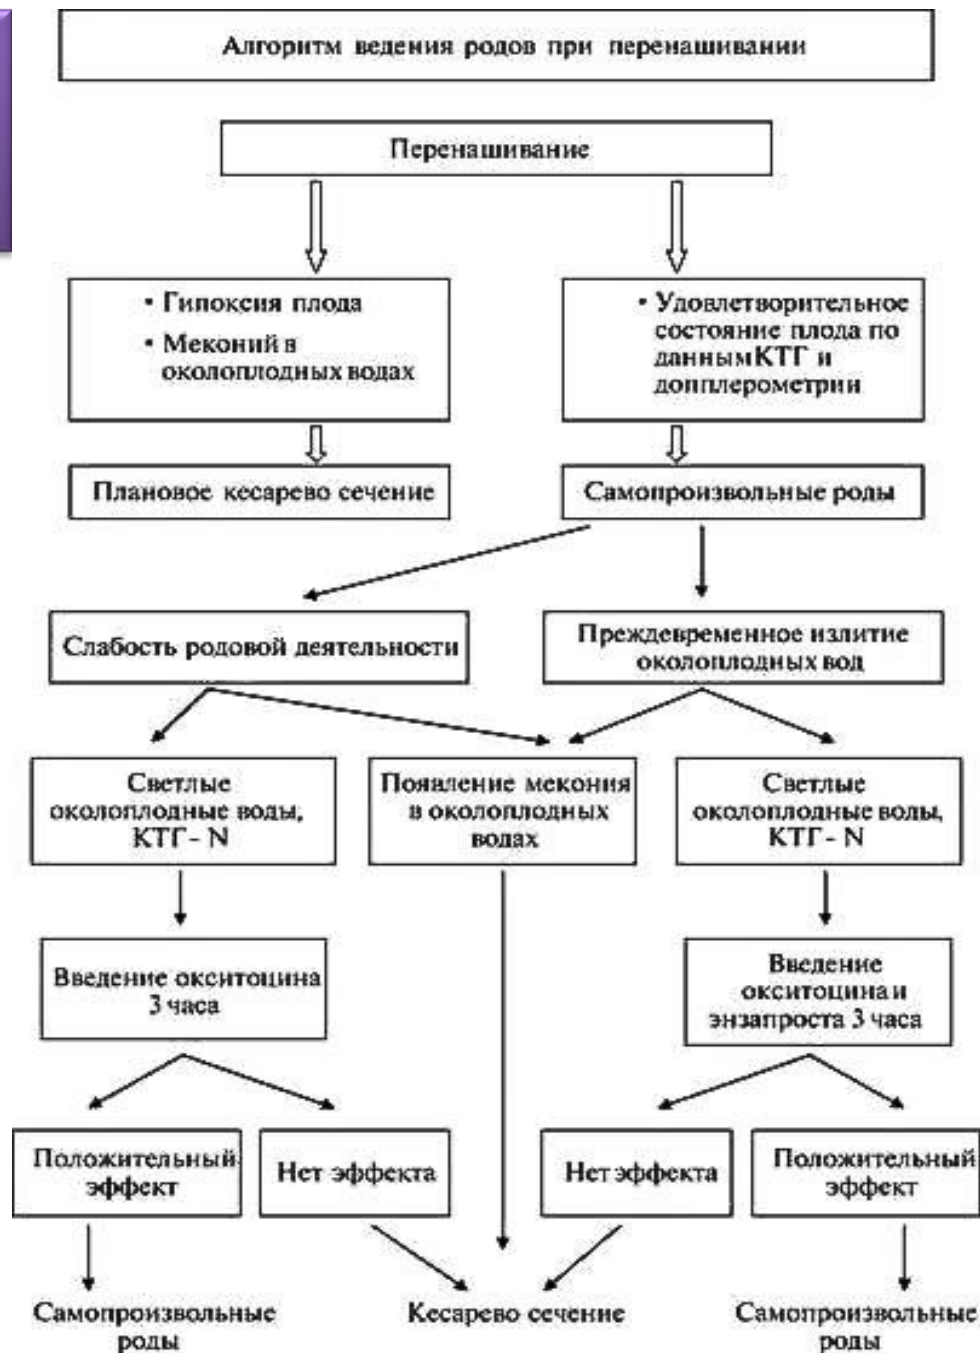 Алгоритм ведения родов при перенашивании
Перенашивание
• Гипоксия плода
• Меконий в
околоплодных водах
• Удовлетворительное
состояние плода по
данным КТГ и
допплерометрии
Плановое кесарево сечение
Самопроизвольные роды
Слабость родовой деятельности
Преждевременное излитие
околоплодных вод
Светлые
околоплодные воды,
КТГ - N
Появление мекония
в околоплодных
водах
Светлые
околоплодные воды,
КТГ - N
Введение окситоцина
3 часа
Введение
окситоцина и
энзапроста 3 часа
Положительный
эффект
Нет эффекта
Нет эффекта
Положительный
эффект
Самопроизвольные
роды
Кесарево сечение
Самопроизвольные
роды